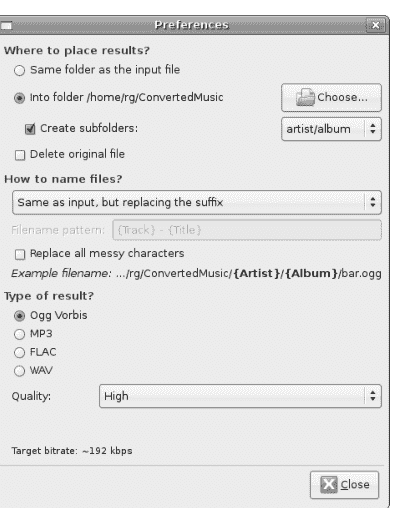 Preferences
Where to place results?
Same folder as the input file
Into folder /home/rg/ConvertedMusic
Choose...
Create subfolders:
artist/album
Delete original file
How to name files?
Same as input, but replacing the suffix
Filename pattern: {Track} - {Title}
Replace all messy characters
Example filename: .../rg/ConvertedMusic/{Artist}/{Album}/bar.ogg
Type of result?
Ogg Vorbis
MP3
FLAC
WAV
Quality: High
Target bitrate: ~192 kbps
Close